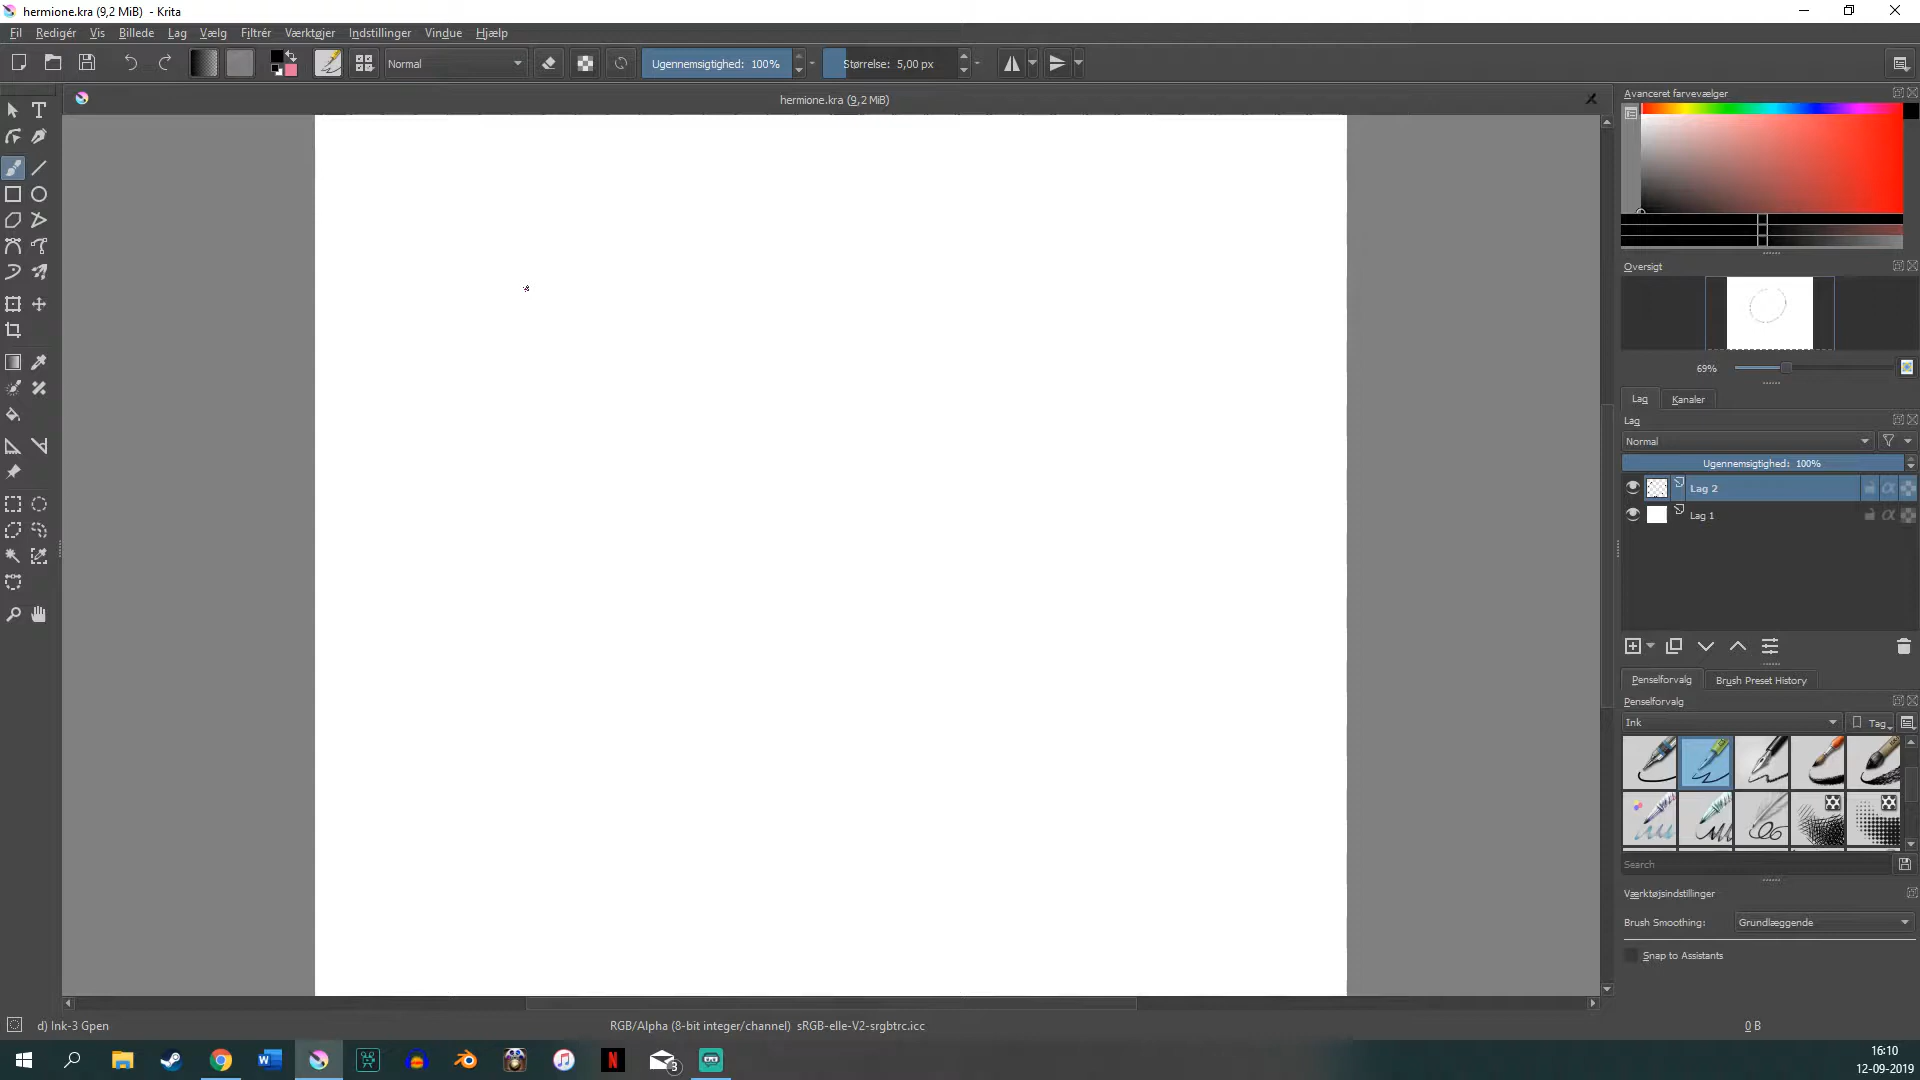 hermione.kra (9,2 MiB)  - Krita
Fil Redigér Vis Billede Lag Vælg Filtrér Værktøjer Indstillinger Vindue Hjælp
Normal Ugennemsigtighed: 100% Størrelse: 5,00 px
hermione.kra (9,2 MiB)
Avanceret farvevælger
Oversigt
69%
Lag Kanaler
Lag
Normal
Ugennemsigtighed: 100%
Lag 2
Lag 1
Penselforvalg Brush Preset History
Penselforvalg
Ink Tag
Search
Værktøjsindstillinger
Brush Smoothing: Grundlæggende
Snap to Assistants
d) Ink-3 Gpen RGB/Alpha (8-bit integer/channel)  sRGB-elle-V2-srgbtrc.icc 0 B
3
16:10
12-09-2019